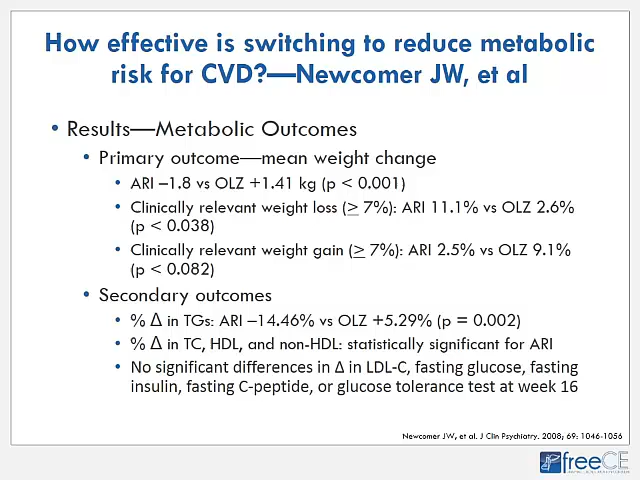 How effective is switching to reduce metabolic
risk for CVD?—Newcomer JW, et al
• Results—Metabolic Outcomes
• Primary outcome—mean weight change
• ARI –1.8 vs OLZ +1.41 kg (p < 0.001)
• Clinically relevant weight loss (≥ 7%): ARI 11.1% vs OLZ 2.6%
(p < 0.038)
• Clinically relevant weight gain (≥ 7%): ARI 2.5% vs OLZ 9.1%
(p < 0.082)
• Secondary outcomes
• % Δ in TGs: ARI –14.46% vs OLZ +5.29% (p = 0.002)
• % Δ in TC, HDL, and non-HDL: statistically significant for ARI
• No significant differences in Δ in LDL-C, fasting glucose, fasting
insulin, fasting C-peptide, or glucose tolerance test at week 16
Newcomer JW, et al. J Clin Psychiatry. 2008; 69: 1046-1056
freeCE